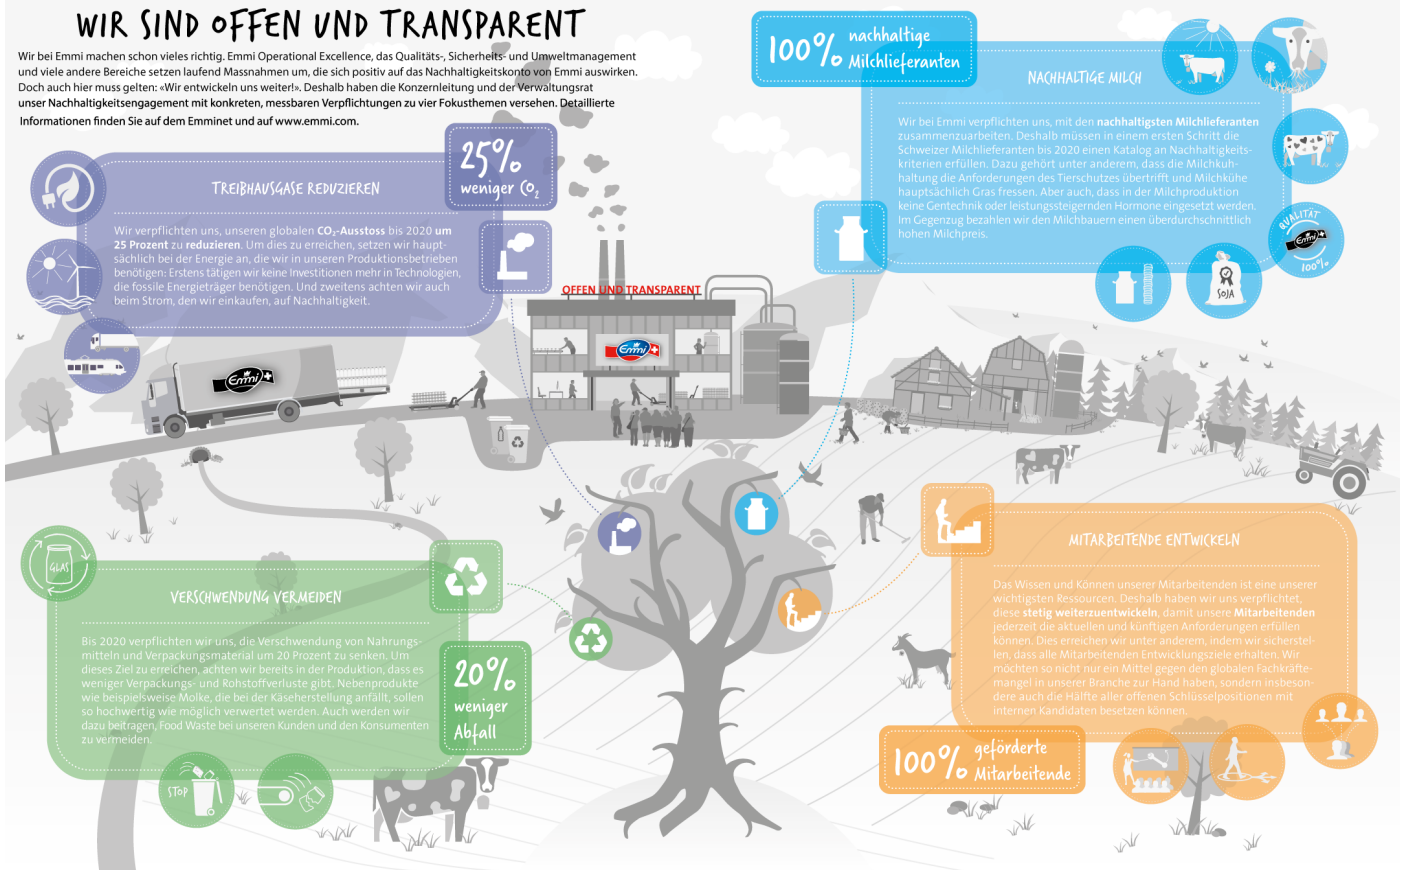 WIR SIND OFFEN UND TRANSPARENT
Wir bei Emmi machen schon vieles richtig. Emmi Operational Excellence, das Qualitäts-, Sicherheits- und Umweltmanagement
und viele andere Bereiche setzen laufend Massnahmen um, die sich positiv auf das Nachhaltigkeitskonto von Emmi auswirken.
Doch auch hier muss gelten: «Wir entwickeln uns weiter!». Deshalb haben die Konzernleitung und der Verwaltungsrat
unser Nachhaltigkeitsengagement mit konkreten, messbaren Verpflichtungen zu vier Fokusthemen versehen. Detaillierte
Informationen finden Sie auf dem Emminet und auf www.emmi.com.
25%
weniger CO₂
TREIBHAUSGASE REDUZIEREN
Wir verpflichten uns, unseren globalen CO₂-Ausstoss bis 2020 um
25 Prozent zu reduzieren. Um dies zu erreichen, setzen wir haupt-
sächlich bei der Energie an, die wir in unseren Produktionsbetrieben
benötigen: Erstens tätigen wir keine Investitionen mehr in Technologien,
die fossile Energieträger benötigen. Und zweitens achten wir auch
beim Strom, den wir einkaufen, auf Nachhaltigkeit.
100% nachhaltige
Milchlieferanten
NACHHALTIGE MILCH
Wir bei Emmi verpflichten uns, mit den nachhaltigsten Milchlieferanten
zusammenzuarbeiten. Deshalb müssen in einem ersten Schritt die
Schweizer Milchlieferanten bis 2020 einen Katalog an Nachhaltigkeits-
kriterien erfüllen. Dazu gehört unter anderem, dass die Milchkuh-
haltung die Anforderungen des Tierschutzes übertrifft und Milchkühe
hauptsächlich Gras fressen. Aber auch, dass in der Milchproduktion
keine Gentechnik oder leistungssteigernden Hormone eingesetzt werden.
Im Gegenzug bezahlen wir den Milchbauern einen überdurchschnittlich
hohen Milchpreis.
QUALITÄT
Emmi
100%
SOJA
OFFEN UND TRANSPARENT
Emmi
Emmi
GLAS
VERSCHWENDUNG VERMEIDEN
Bis 2020 verpflichten wir uns, die Verschwendung von Nahrungs-
mitteln und Verpackungsmaterial um 20 Prozent zu senken. Um
dieses Ziel zu erreichen, achten wir bereits in der Produktion, dass es
weniger Verpackungs- und Rohstoffverluste gibt. Nebenprodukte
wie beispielsweise Molke, die bei der Käseherstellung anfällt, sollen
so hochwertig wie möglich verwertet werden. Auch werden wir
dazu beitragen, Food Waste bei unseren Kunden und den Konsumenten
zu vermeiden.
20%
weniger
Abfall
STOP
MITARBEITENDE ENTWICKELN
Das Wissen und Können unserer Mitarbeitenden ist eine unserer
wichtigsten Ressourcen. Deshalb haben wir uns verpflichtet,
diese stetig weiterzuentwickeln, damit unsere Mitarbeitenden
jederzeit die aktuellen und künftigen Anforderungen erfüllen
können. Dies erreichen wir unter anderem, indem wir sicherstel-
len, dass alle Mitarbeitenden Entwicklungsziele erhalten. Wir
möchten so nicht nur ein Mittel gegen den globalen Fachkräfte-
mangel in unserer Branche zur Hand haben, sondern insbeson-
dere auch die Hälfte aller offenen Schlüsselpositionen mit
internen Kandidaten besetzen können.
100% geförderte
Mitarbeitende